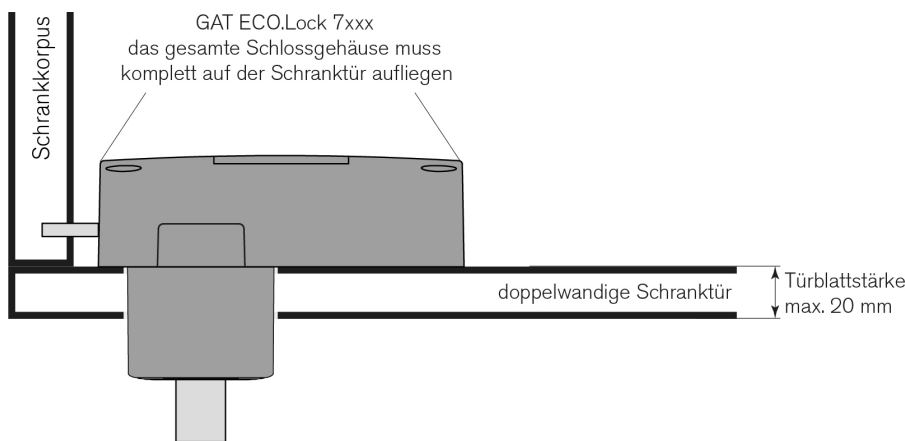 GAT ECO.Lock 7xxx
das gesamte Schlossgehäuse muss
komplett auf der Schranktür aufliegen
Schrankkorpus
doppelwandige Schranktür
Türblattstärke
max. 20 mm